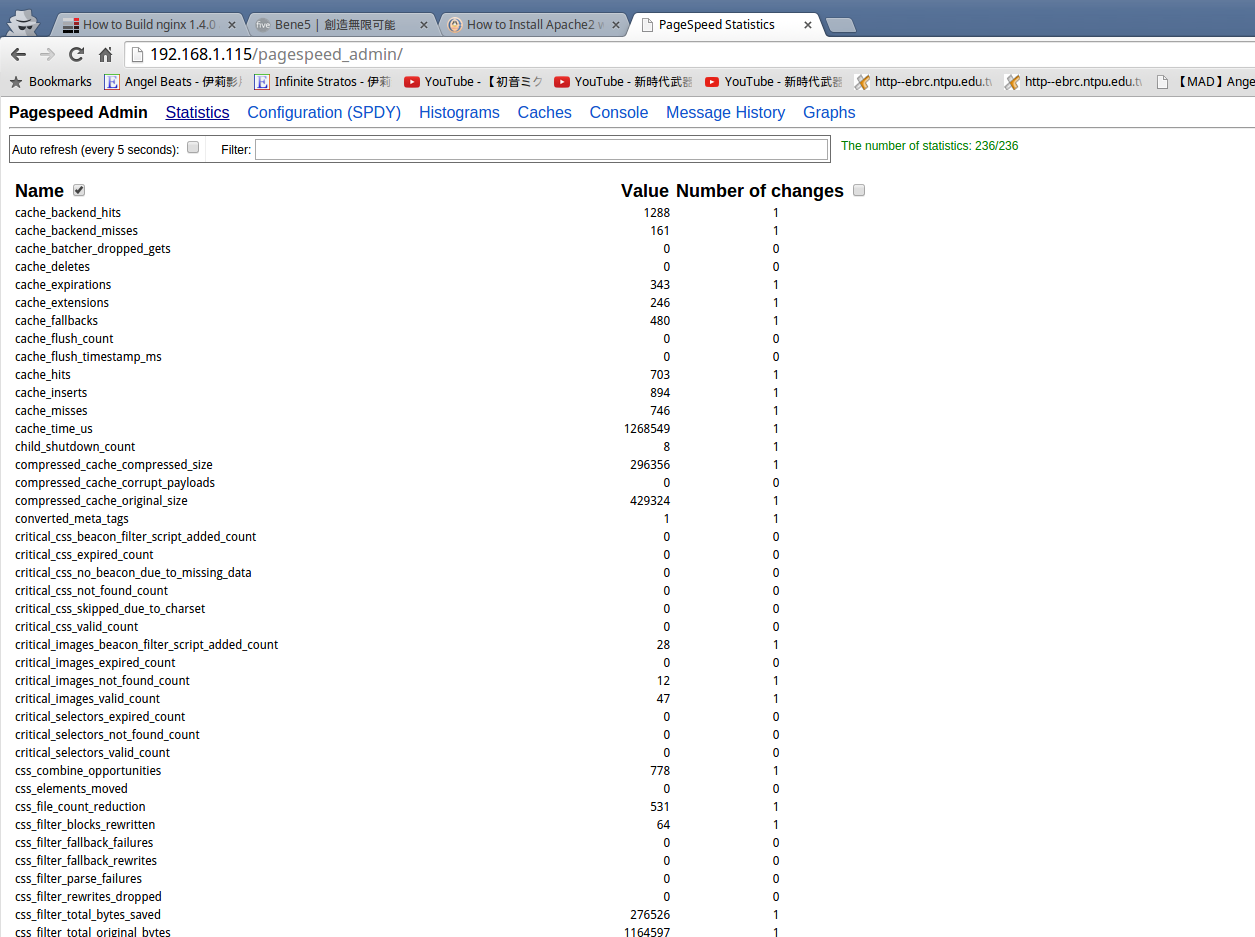 How to Build nginx 1.4.0 Bene5 | 創造無限可能 How to Install Apache2 PageSpeed Statistics
192.168.1.115/pagespeed_admin/
Bookmarks Angel Beats - 伊莉影 Infinite Stratos - 伊莉 YouTube - 【初音ミク YouTube - 新時代武器 YouTube - 新時代武器 http--ebrc.ntpu.edu.tw http--ebrc.ntpu.edu.tw 【MAD】Ange
Pagespeed Admin Statistics Configuration (SPDY) Histograms Caches Console Message History Graphs
Auto refresh (every 5 seconds): Filter: The number of statistics: 236/236
Name Value Number of changes
cache_backend_hits 1288 1
cache_backend_misses 161 1
cache_batcher_dropped_gets 0 0
cache_deletes 0 0
cache_expirations 343 1
cache_extensions 246 1
cache_fallbacks 480 1
cache_flush_count 0 0
cache_flush_timestamp_ms 0 0
cache_hits 703 1
cache_inserts 894 1
cache_misses 746 1
cache_time_us 1268549 1
child_shutdown_count 8 1
compressed_cache_compressed_size 296356 1
compressed_cache_corrupt_payloads 0 0
compressed_cache_original_size 429324 1
converted_meta_tags 1 1
critical_css_beacon_filter_script_added_count 0 0
critical_css_expired_count 0 0
critical_css_no_beacon_due_to_missing_data 0 0
critical_css_not_found_count 0 0
critical_css_skipped_due_to_charset 0 0
critical_css_valid_count 0 0
critical_images_beacon_filter_script_added_count 28 1
critical_images_expired_count 0 0
critical_images_not_found_count 12 1
critical_images_valid_count 47 1
critical_selectors_expired_count 0 0
critical_selectors_not_found_count 0 0
critical_selectors_valid_count 0 0
css_combine_opportunities 778 1
css_elements_moved 0 0
css_file_count_reduction 531 1
css_filter_blocks_rewritten 64 1
css_filter_fallback_failures 0 0
css_filter_fallback_rewrites 0 0
css_filter_parse_failures 0 0
css_filter_rewrites_dropped 0 0
css_filter_total_bytes_saved 276526 1
css_filter_total_original_bytes 1164597 1